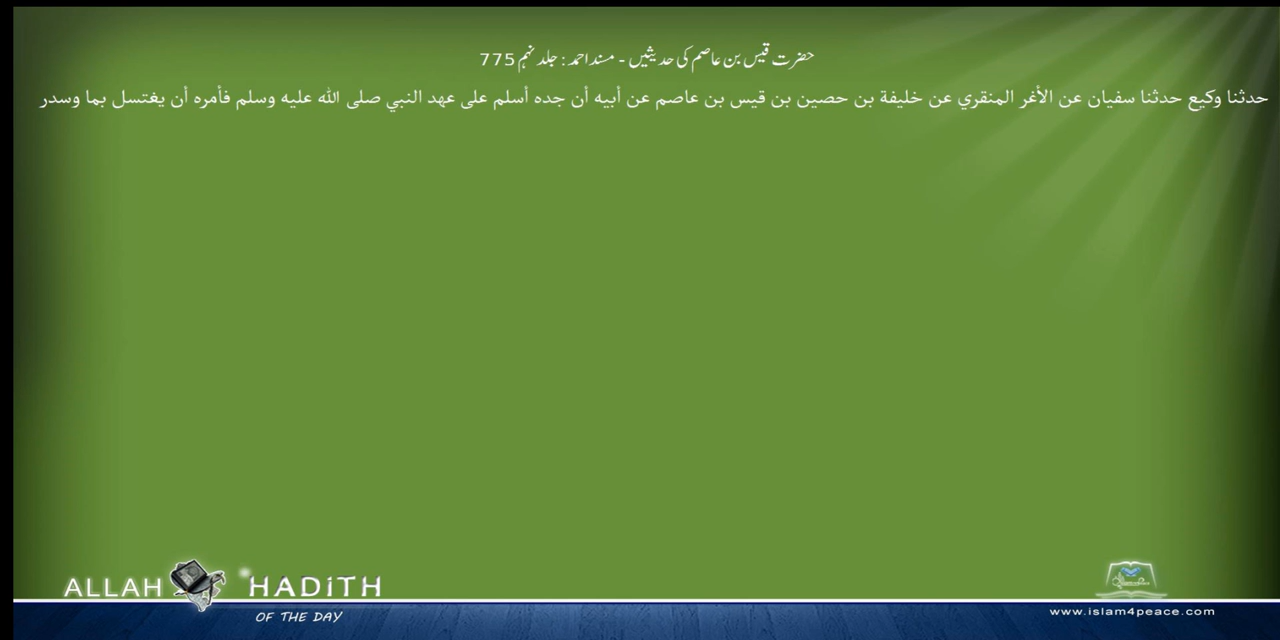 حضرت قیس بن عاصم کی حدیثیں - مسند احمد : جلد نہم 775
حدثنا وكيع حدثنا سفيان عن الأغر المنقري عن خليفة بن حصين بن قيس بن عاصم عن أبيه أن جده أسلم على عهد النبي صلى الله عليه وسلم فأمره أن يغتسل بما وسدر
ALLAH HADiTH
OF THE DAY
www.islam4peace.com